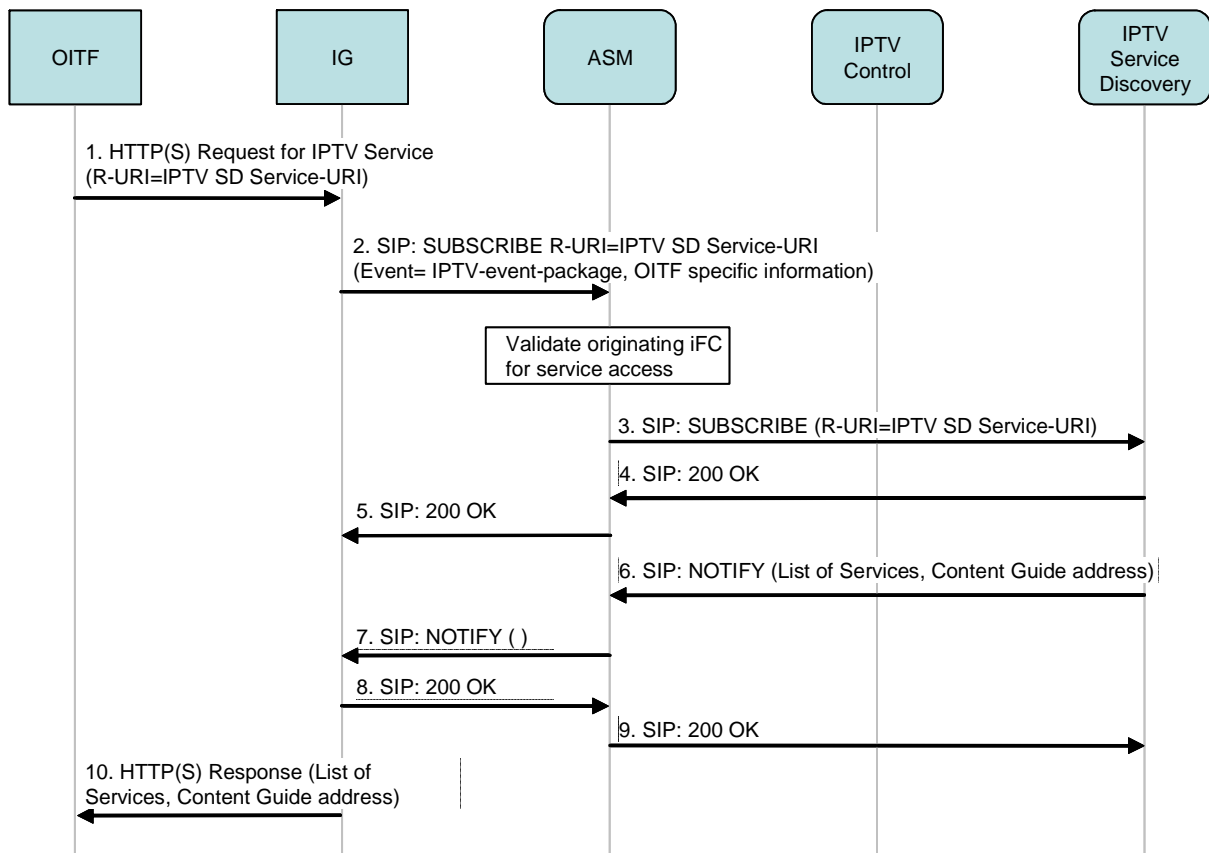 OITF
IG
ASM
IPTV
Control
IPTV
Service
Discovery
1. HTTP(S) Request for IPTV Service
(R-URI=IPTV SD Service-URI)
2. SIP: SUBSCRIBE R-URI=IPTV SD Service-URI
(Event= IPTV-event-package, OITF specific information)
Validate originating iFC
for service access
3. SIP: SUBSCRIBE (R-URI=IPTV SD Service-URI)
4. SIP: 200 OK
5. SIP: 200 OK
6. SIP: NOTIFY (List of Services, Content Guide address)
7. SIP: NOTIFY ( )
8. SIP: 200 OK
9. SIP: 200 OK
10. HTTP(S) Response (List of
Services, Content Guide address)